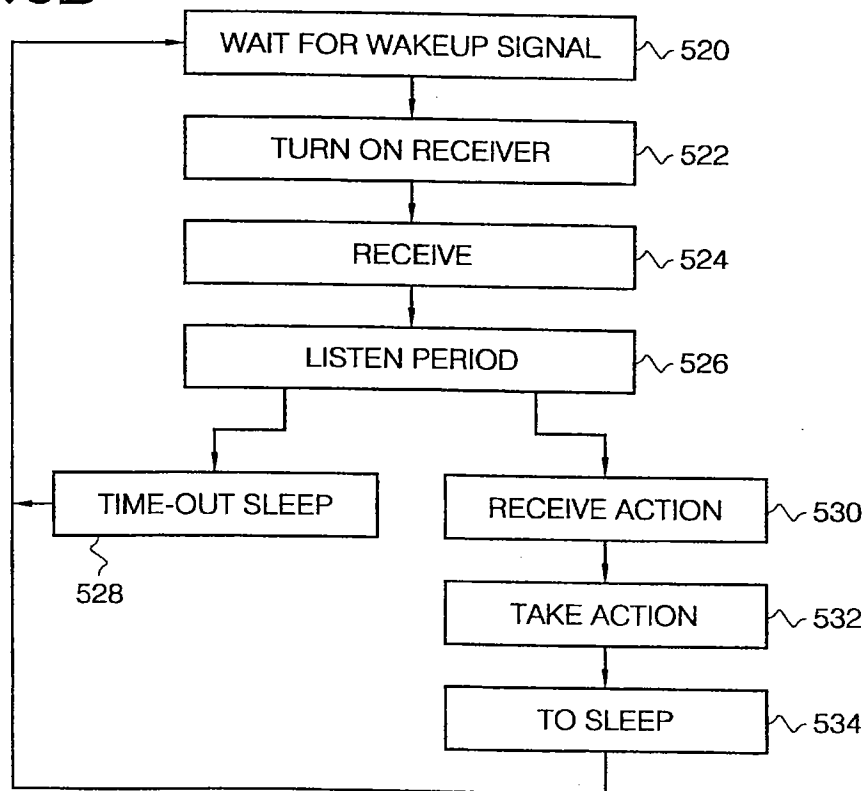 WAIT FOR WAKEUP SIGNAL 520
TURN ON RECEIVER 522
RECEIVE 524
LISTEN PERIOD 526
TIME-OUT SLEEP
528
RECEIVE ACTION 530
TAKE ACTION 532
TO SLEEP 534